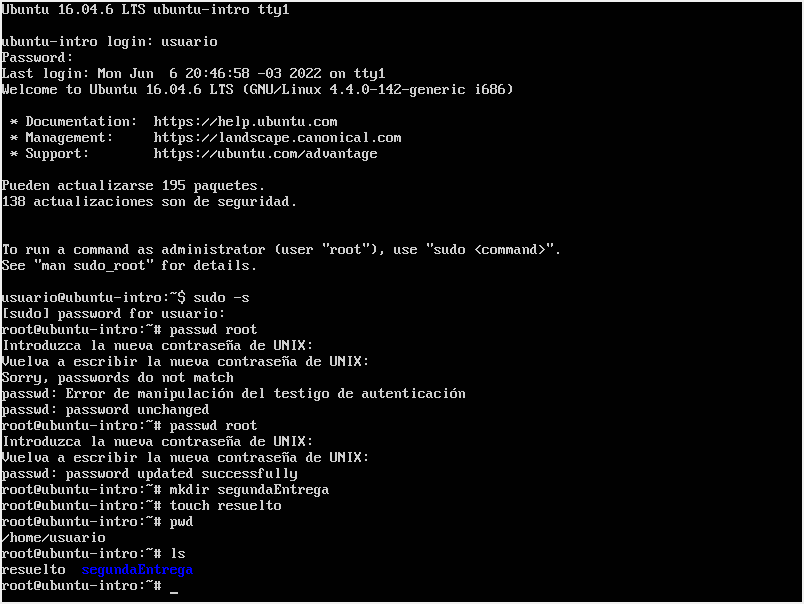 Ubuntu 16.04.6 LTS ubuntu-intro tty1
ubuntu-intro login: usuario
Password:
Last login: Mon Jun  6 20:46:58 -03 2022 on tty1
Welcome to Ubuntu 16.04.6 LTS (GNU/Linux 4.4.0-142-generic i686)
 * Documentation:  https://help.ubuntu.com
 * Management:     https://landscape.canonical.com
 * Support:        https://ubuntu.com/advantage
Pueden actualizarse 195 paquetes.
138 actualizaciones son de seguridad.
To run a command as administrator (user "root"), use "sudo <command>".
See "man sudo_root" for details.
usuario@ubuntu-intro:~$ sudo -s
[sudo] password for usuario:
root@ubuntu-intro:~# passwd root
Introduzca la nueva contraseña de UNIX:
Vuelva a escribir la nueva contraseña de UNIX:
Sorry, passwords do not match
passwd: Error de manipulación del testigo de autenticación
passwd: password unchanged
root@ubuntu-intro:~# passwd root
Introduzca la nueva contraseña de UNIX:
Vuelva a escribir la nueva contraseña de UNIX:
passwd: password updated successfully
root@ubuntu-intro:~# mkdir segundaEntrega
root@ubuntu-intro:~# touch resuelto
root@ubuntu-intro:~# pwd
/home/usuario
root@ubuntu-intro:~# ls
resuelto  segundaEntrega
root@ubuntu-intro:~# _